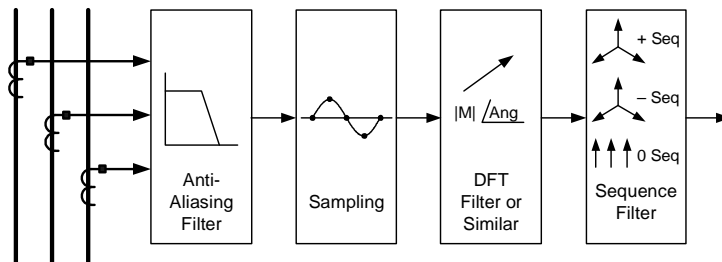 Anti-
Aliasing
Filter
Sampling
|M| ∠Ang
DFT
Filter or
Similar
+ Seq
– Seq
0 Seq
Sequence
Filter